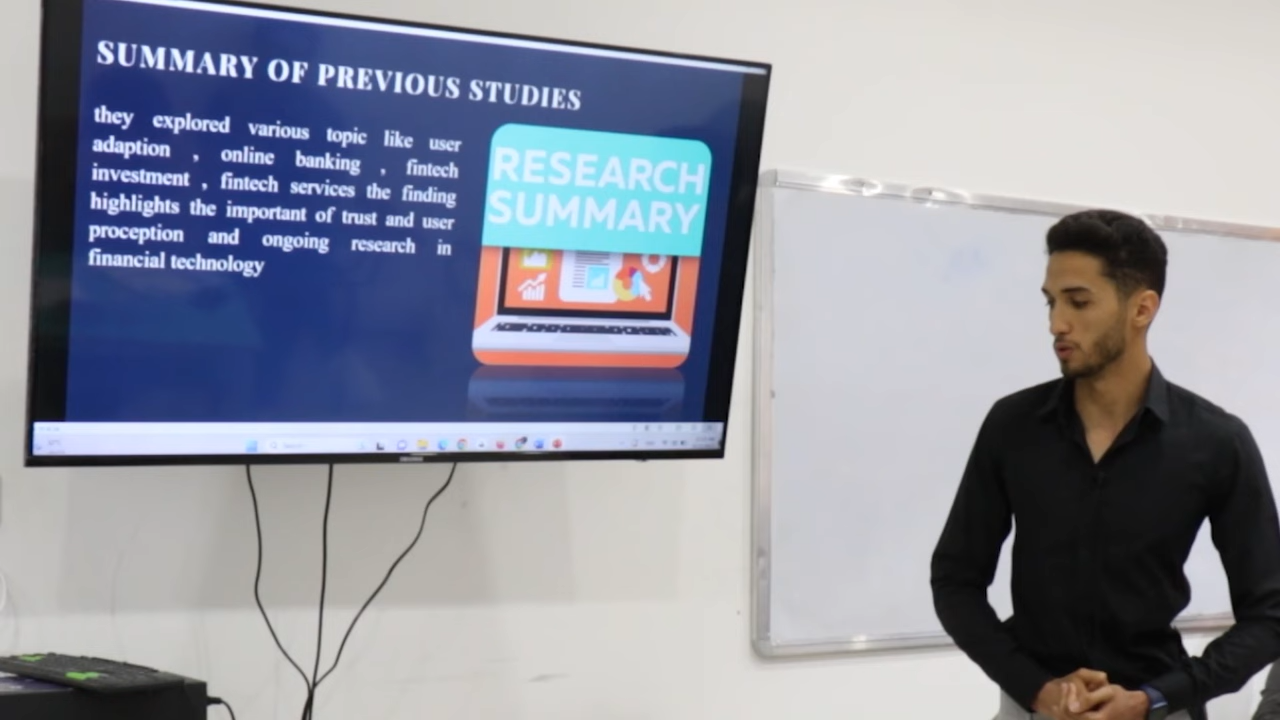 SUMMARY OF PREVIOUS STUDIES
they explored various topic like user
adaption , online banking , fintech
investment , fintech services the finding
highlights the important of trust and user
proception and ongoing research in
financial technology
RESEARCH
SUMMARY
Search